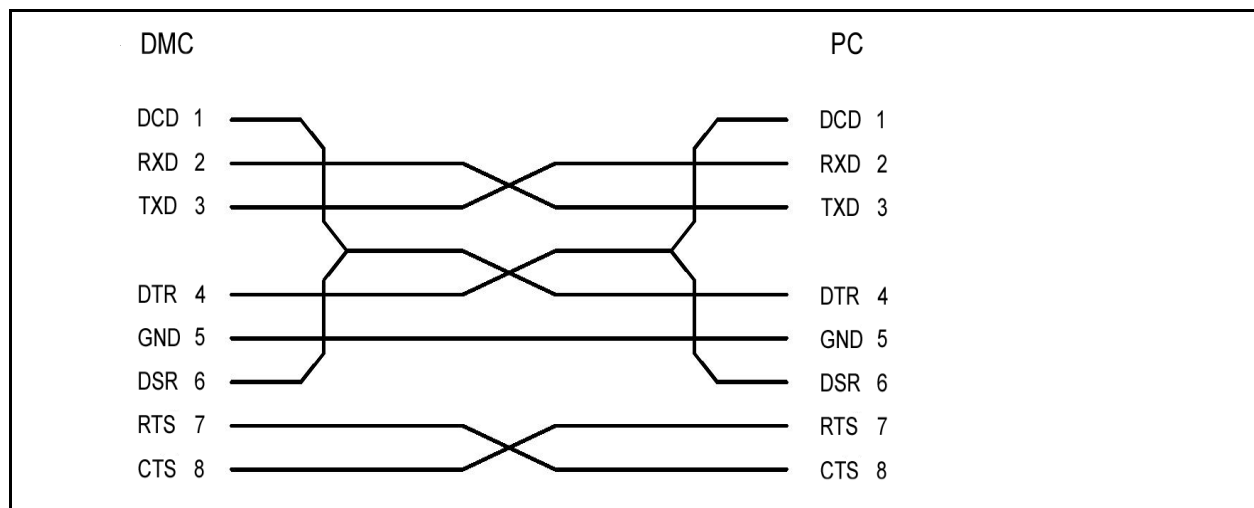 DMC PC
DCD 1 DCD 1
RXD 2 RXD 2
TXD 3 TXD 3
DTR 4 DTR 4
GND 5 GND 5
DSR 6 DSR 6
RTS 7 RTS 7
CTS 8 CTS 8